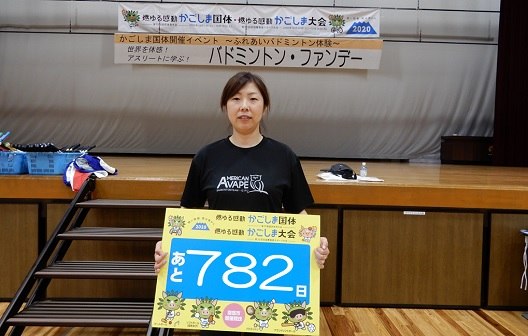 燃ゆる感動 かごしま国体・燃ゆる感動 かごしま大会
2020
かごしま国体開催イベント ～ふれあいバドミントン体験～
世界を体感！
アスリートに学ぶ！
バドミントン・ファンデー
AMERICAN
AVAPE
燃ゆる感動 かごしま国体
2020
燃ゆる感動 かごしま大会
あと782日